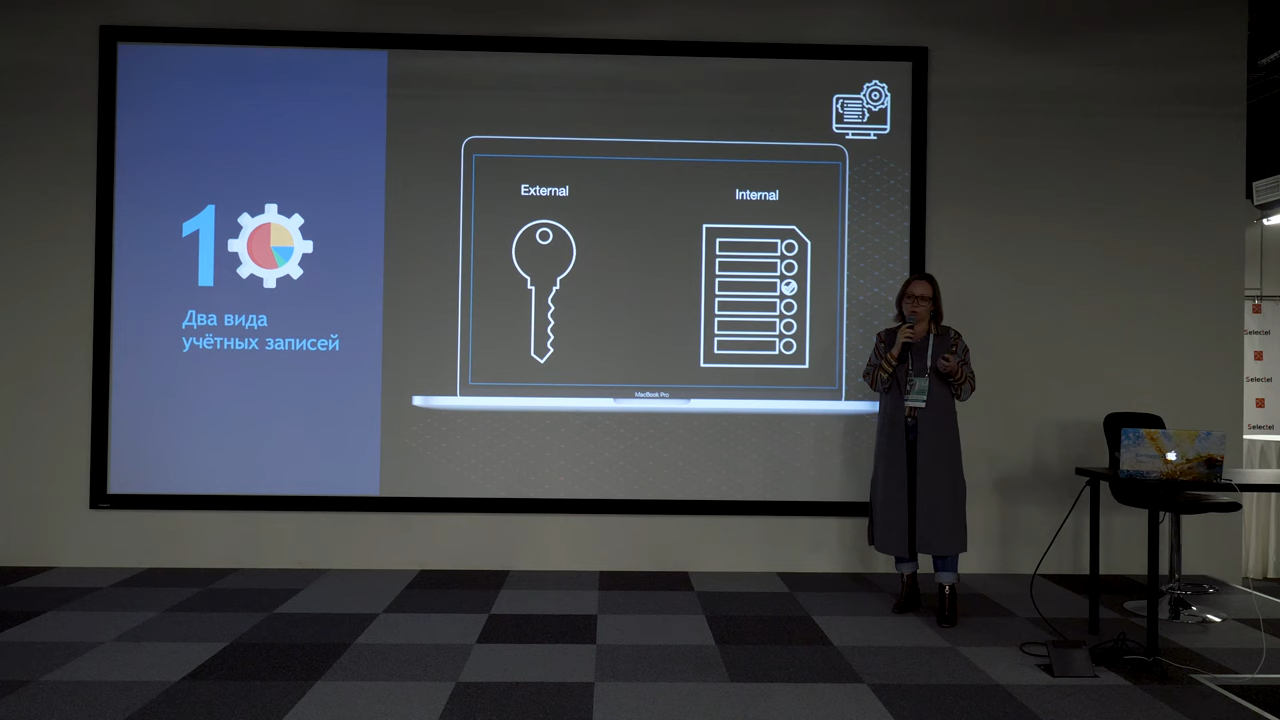 1
Два вида
учётных записей
External
Internal
MacBook Pro
Selectel
Selectel
Selectel